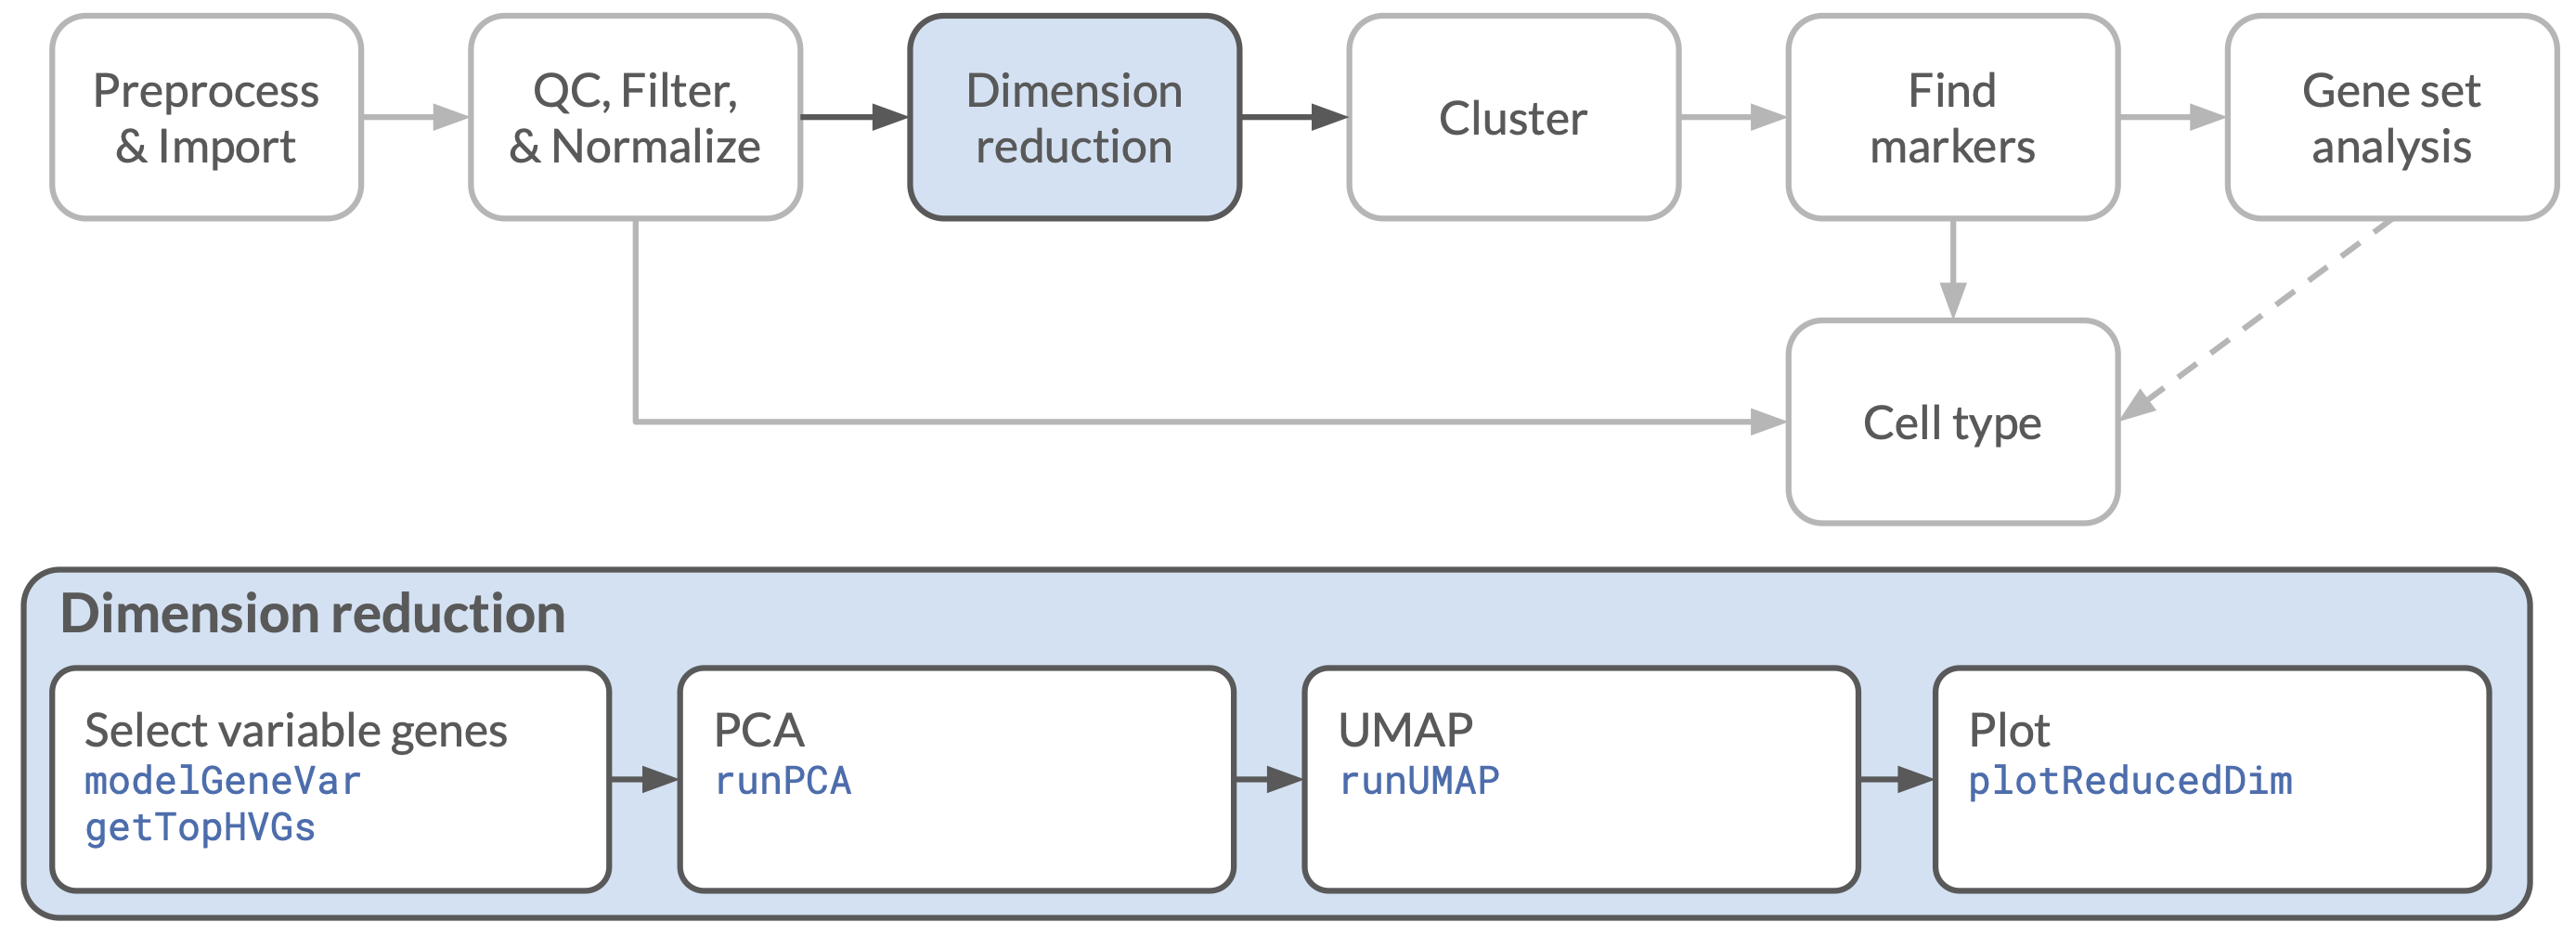 Preprocess
& Import
QC, Filter,
& Normalize
Dimension
reduction
Cluster
Find
markers
Gene set
analysis
Cell type
Dimension reduction
Select variable genes
modelGeneVar
getTopHVGs
PCA
runPCA
UMAP
runUMAP
Plot
plotReducedDim